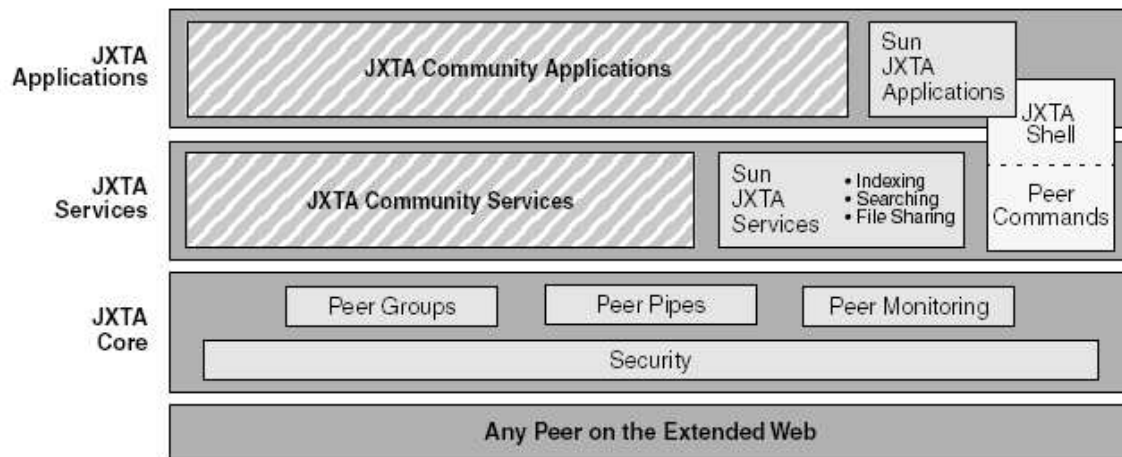 JXTA
Applications
JXTA Community Applications
Sun
JXTA
Applications
JXTA
Shell
JXTA
Services
JXTA Community Services
Sun
JXTA
Services
• Indexing
• Searching
• File Sharing
Peer
Commands
JXTA
Core
Peer Groups
Peer Pipes
Peer Monitoring
Security
Any Peer on the Extended Web